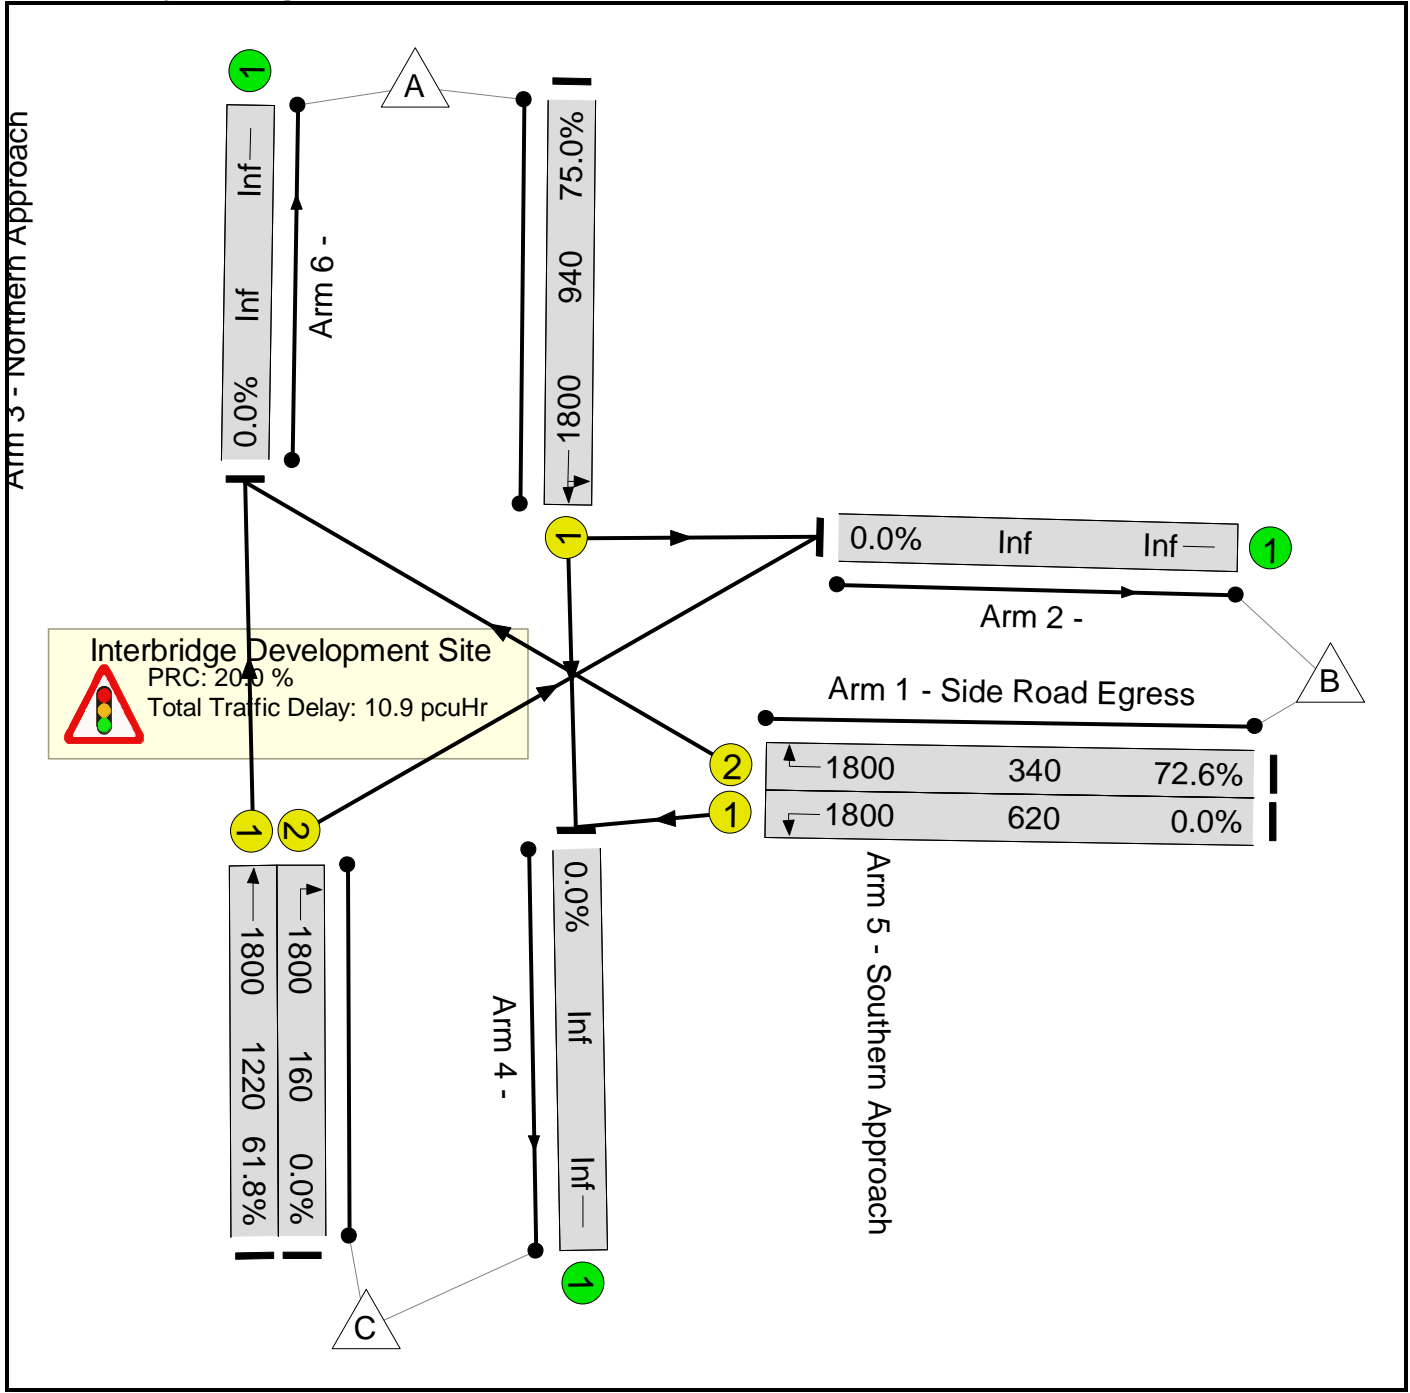 1
A
Arm 3 - Northern Approach
Inf
Inf
0.0%
Arm 6 -
75.0%
940
1800
1
0.0% Inf Inf
1
Arm 2 -
B
Interbridge Development Site
PRC: 20.0 %
Total Traffic Delay: 10.9 pcuHr
Arm 1 - Side Road Egress
2
1800 340 72.6%
1
1800 620 0.0%
1
2
1800 1220 61.8%
1800 160 0.0%
Arm 4 -
0.0% Inf Inf
Arm 5 - Southern Approach
1
C